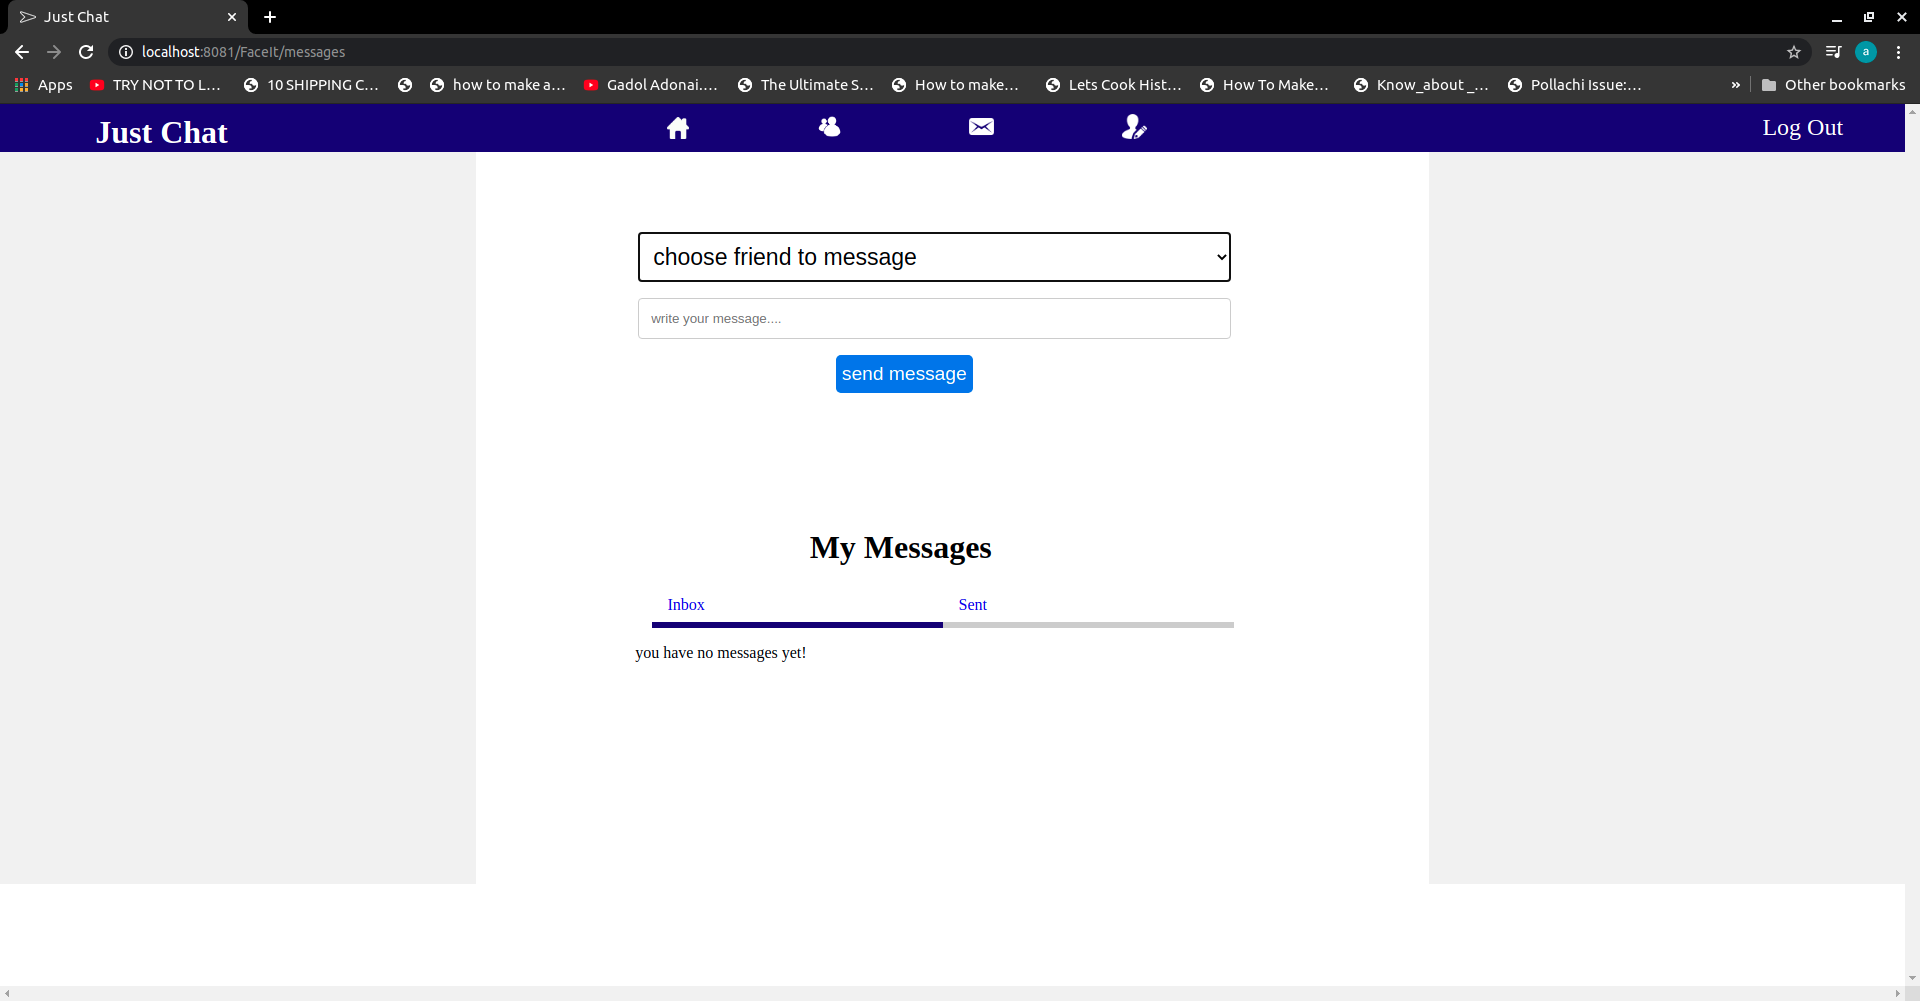 Just Chat
localhost:8081/FaceIt/messages
a
Apps
TRY NOT TO L...
10 SHIPPING C...
how to make a...
Gadol Adonai....
The Ultimate S...
How to make...
Lets Cook Hist...
How To Make...
Know_about _...
Pollachi Issue:...
»
Other bookmarks
Just Chat
Log Out
choose friend to message
write your message....
send message
My Messages
Inbox
Sent
you have no messages yet!